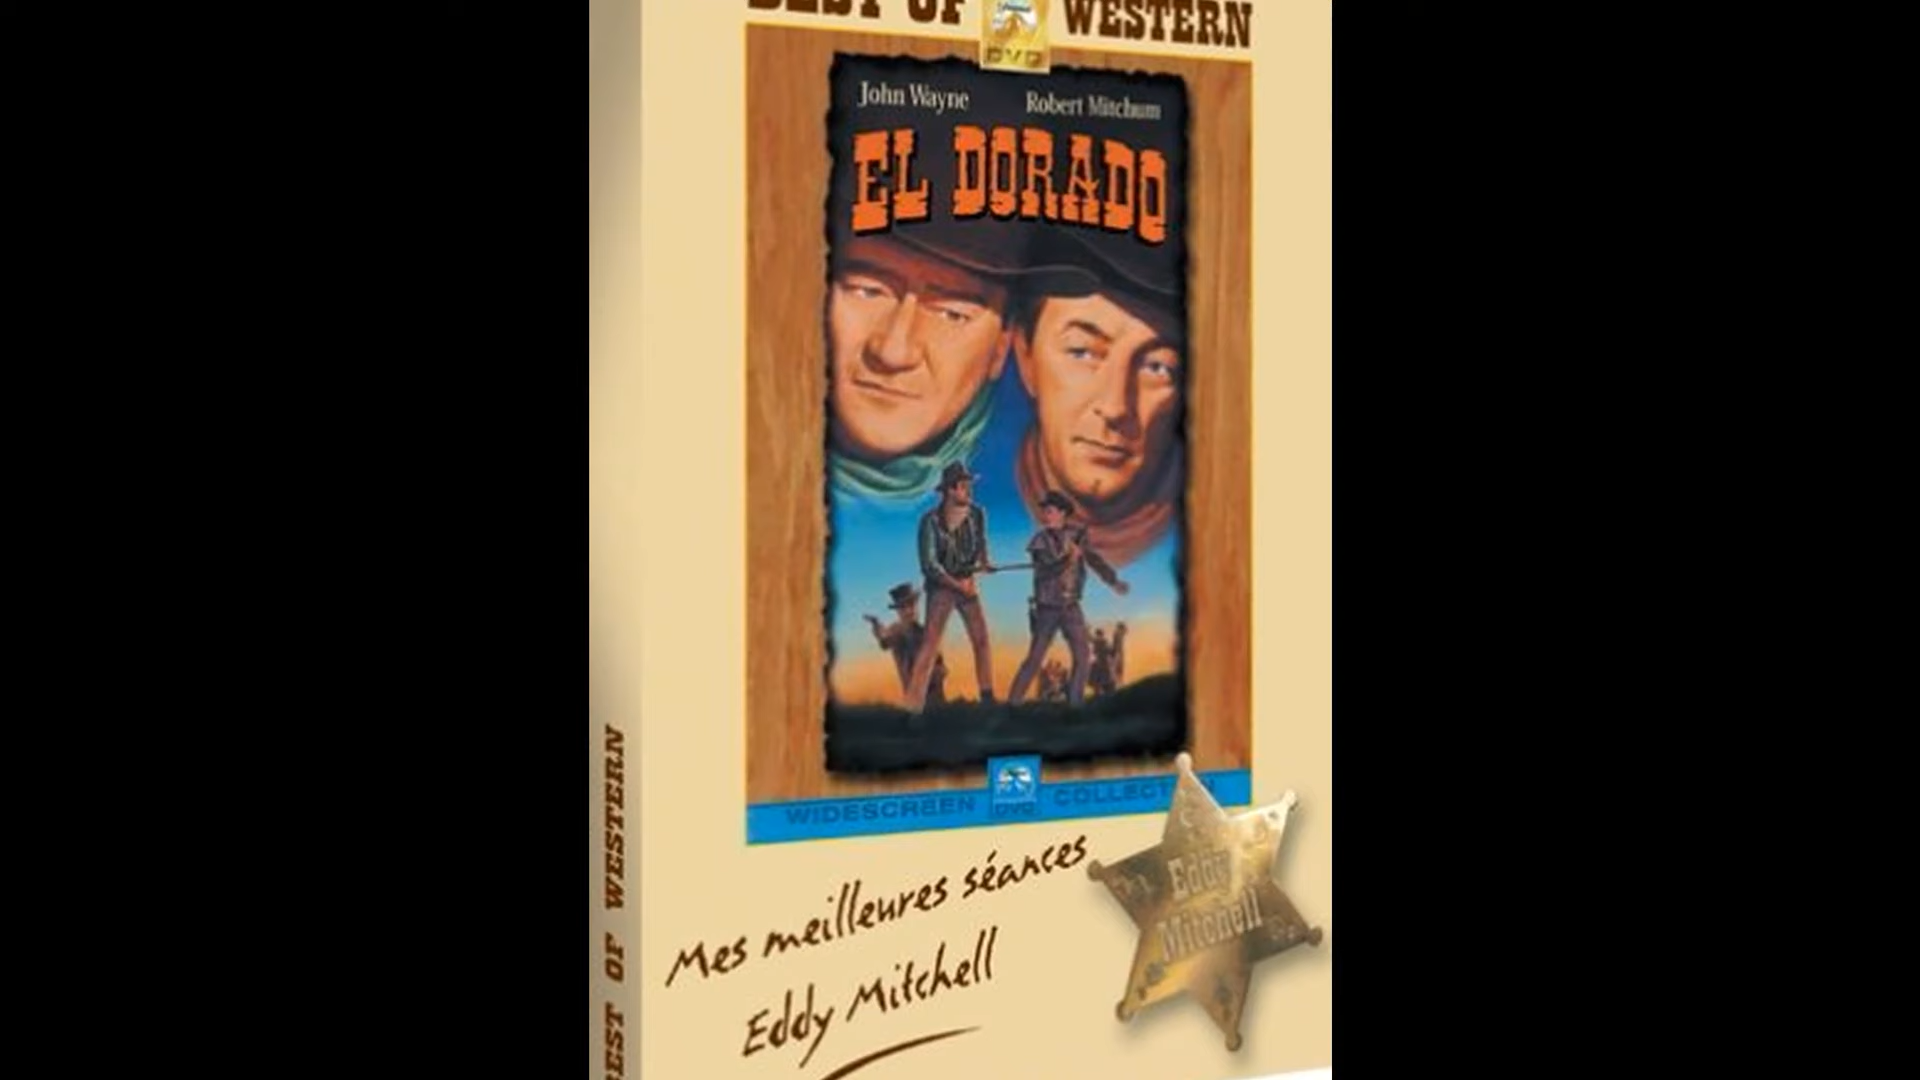 BEST OF WESTERN
DVD
John Wayne Robert Mitchum
EL DORADO
WIDESCREEN DVD COLLECTION
Mes meilleures séances
Eddy Mitchell
Eddy
Mitchell
BEST OF WESTERN